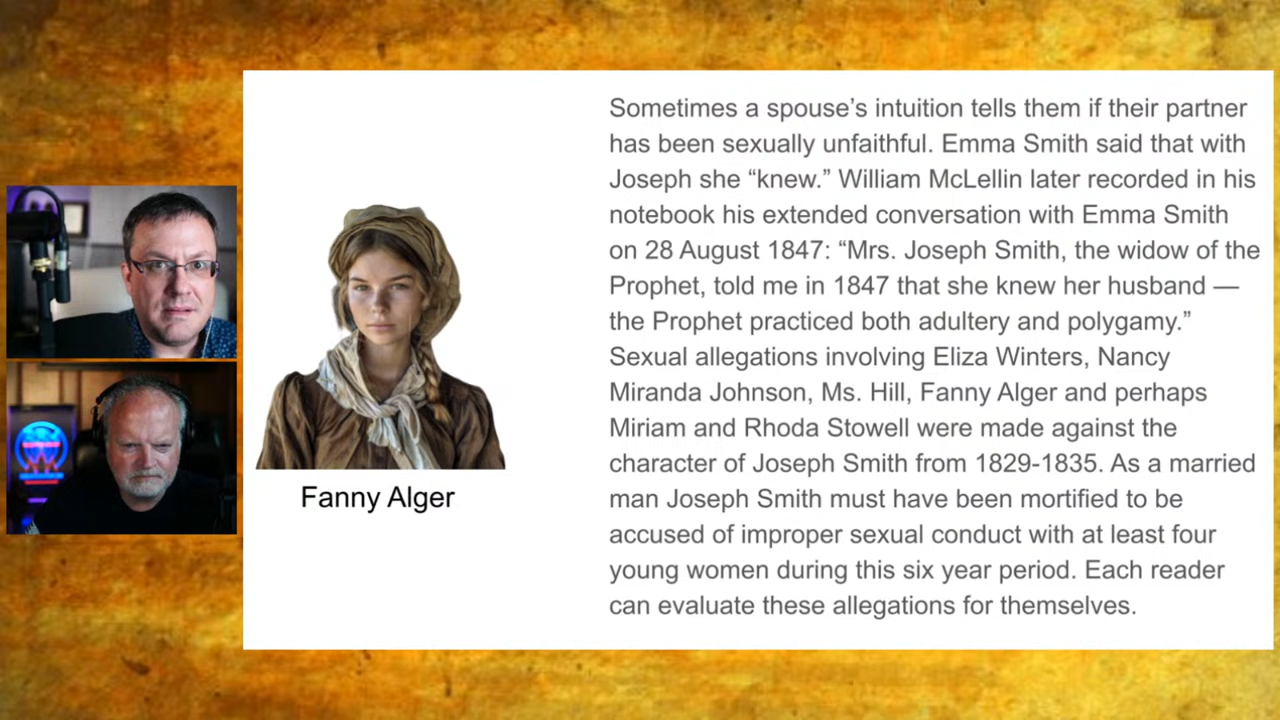 Sometimes a spouse’s intuition tells them if their partner
has been sexually unfaithful. Emma Smith said that with
Joseph she “knew.” William McLellin later recorded in his
notebook his extended conversation with Emma Smith
on 28 August 1847: “Mrs. Joseph Smith, the widow of the
Prophet, told me in 1847 that she knew her husband —
the Prophet practiced both adultery and polygamy.”
Sexual allegations involving Eliza Winters, Nancy
Miranda Johnson, Ms. Hill, Fanny Alger and perhaps
Miriam and Rhoda Stowell were made against the
character of Joseph Smith from 1829-1835. As a married
man Joseph Smith must have been mortified to be
accused of improper sexual conduct with at least four
young women during this six year period. Each reader
can evaluate these allegations for themselves.
Fanny Alger